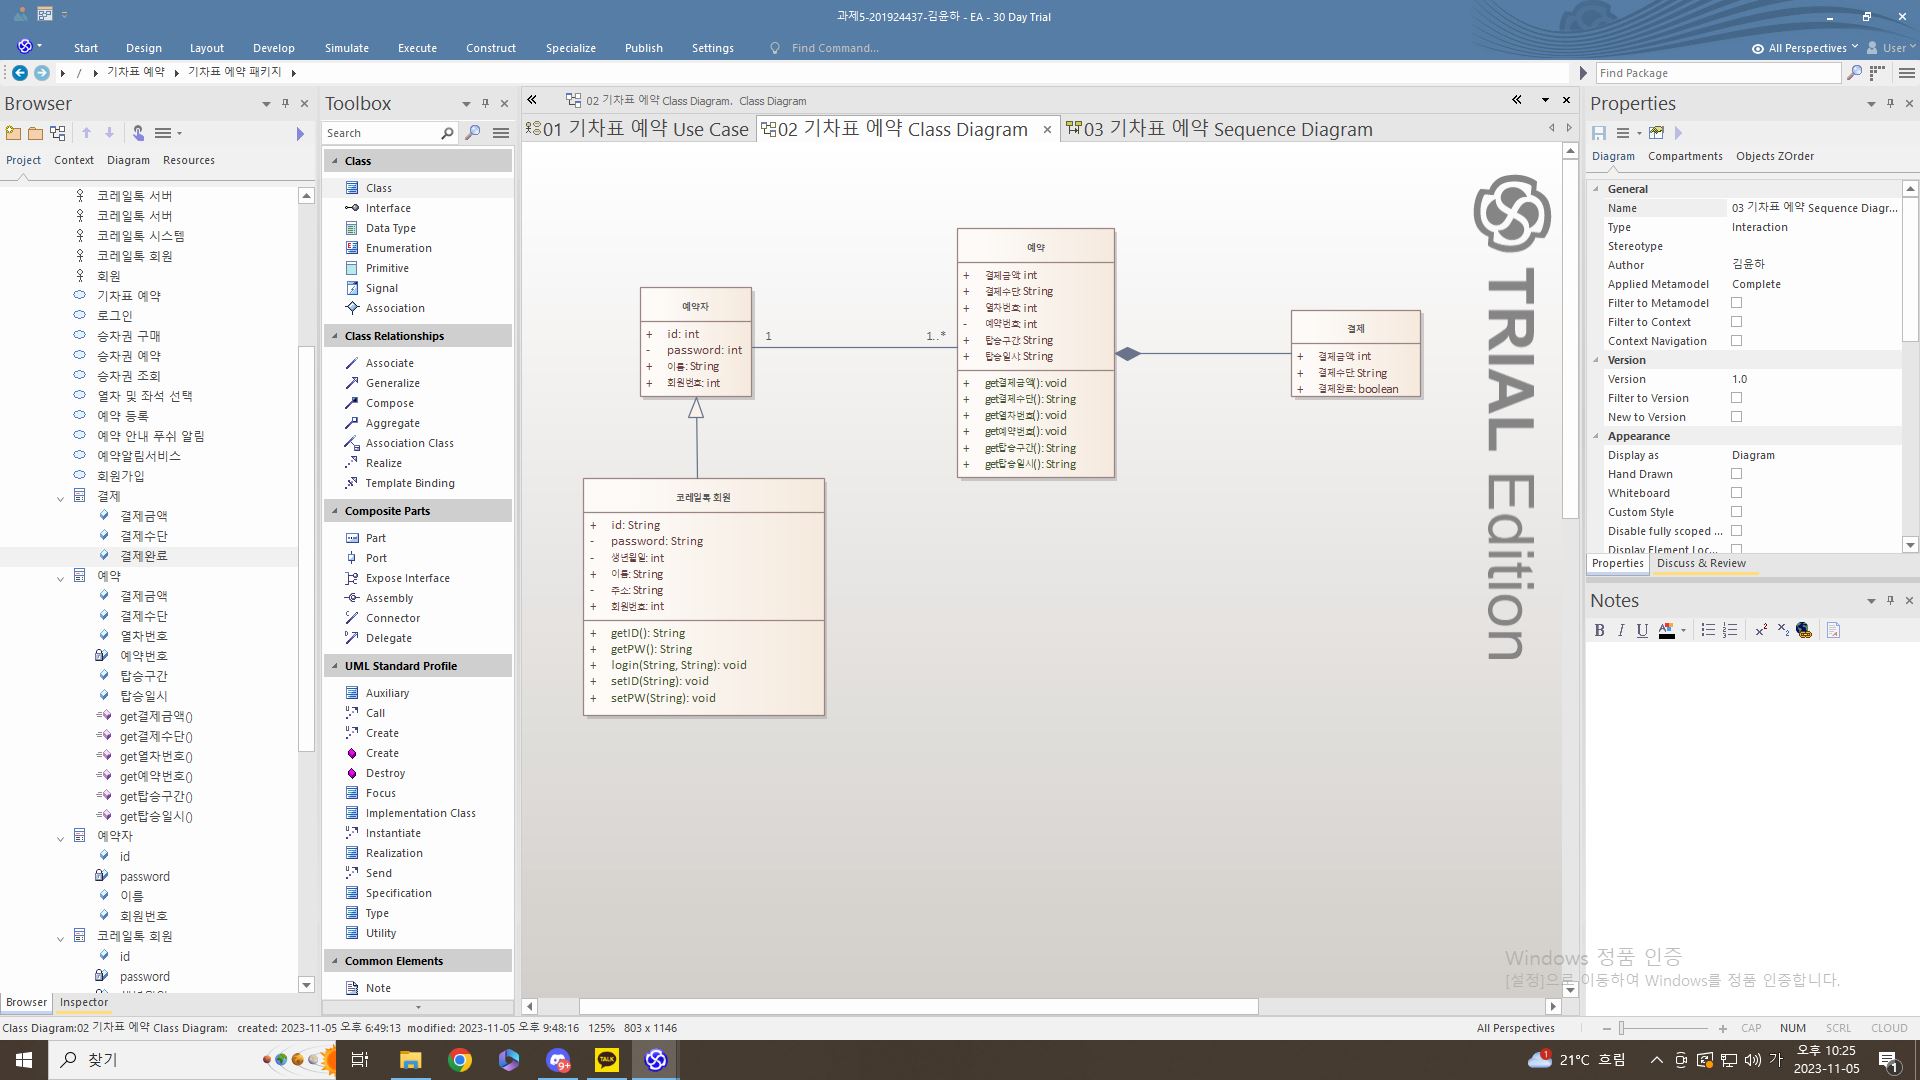 과제5-201924437-김윤하 - EA - 30 Day Trial
Start Design Layout Develop Simulate Execute Construct Specialize Publish Settings Find Command...
All Perspectives User
/ 기차표 예약 기차표 예약 패키지
Find Package
Browser
Project Context Diagram Resources
코레일톡 서버
코레일톡 서버
코레일톡 시스템
코레일톡 회원
회원
기차표 예약
로그인
승차권 구매
승차권 예약
승차권 조회
열차 및 좌석 선택
예약 등록
예약 안내 푸쉬 알림
예약알림서비스
회원가입
결제
결제금액
결제수단
결제완료
예약
결제금액
결제수단
열차번호
예약번호
탑승구간
탑승일시
get결제금액()
get결제수단()
get열차번호()
get예약번호()
get탑승구간()
get탑승일시()
예약자
id
password
이름
회원번호
코레일톡 회원
id
password
Browser Inspector
Toolbox
Search
Class
Class
Interface
Data Type
Enumeration
Primitive
Signal
Association
Class Relationships
Associate
Generalize
Compose
Aggregate
Association Class
Realize
Template Binding
Composite Parts
Part
Port
Expose Interface
Assembly
Connector
Delegate
UML Standard Profile
Auxiliary
Call
Create
Create
Destroy
Focus
Implementation Class
Instantiate
Realization
Send
Specification
Type
Utility
Common Elements
Note
02 기차표 예약 Class Diagram. Class Diagram
01 기차표 예약 Use Case 02 기차표 예약 Class Diagram 03 기차표 예약 Sequence Diagram
예약자
+ id: int
- password: int
+ 이름: String
+ 회원번호: int
1
1..*
예약
+ 결제금액: int
+ 결제수단: String
+ 열차번호: int
- 예약번호: int
+ 탑승구간: String
+ 탑승일시: String
+ get결제금액(): void
+ get결제수단(): String
+ get열차번호(): void
+ get예약번호(): void
+ get탑승구간(): String
+ get탑승일시(): String
결제
+ 결제금액: int
+ 결제수단: String
+ 결제완료: boolean
코레일톡 회원
+ id: String
- password: String
- 생년월일: int
+ 이름: String
- 주소: String
+ 회원번호: int
+ getID(): String
+ getPW(): String
+ login(String, String): void
+ setID(String): void
+ setPW(String): void
TRIAL Edition
Properties
Diagram Compartments Objects ZOrder
General
Name 03 기차표 예약 Sequence Diagr...
Type Interaction
Stereotype
Author 김윤하
Applied Metamodel Complete
Filter to Metamodel
Filter to Context
Context Navigation
Version
Version 1.0
Filter to Version
New to Version
Appearance
Display as Diagram
Hand Drawn
Whiteboard
Custom Style
Disable fully scoped ...
Display Element Loc...
Properties Discuss & Review
Notes
B I U A x² x₂
Windows 정품 인증
[설정]으로 이동하여 Windows를 정품 인증합니다.
Class Diagram:02 기차표 예약 Class Diagram: created: 2023-11-05 오후 6:49:13 modified: 2023-11-05 오후 9:48:16 125% 803 x 1146
All Perspectives CAP NUM SCRL CLOUD
찾기
9+
TALK
1
21°C 흐림
가
오후 10:25
2023-11-05
1